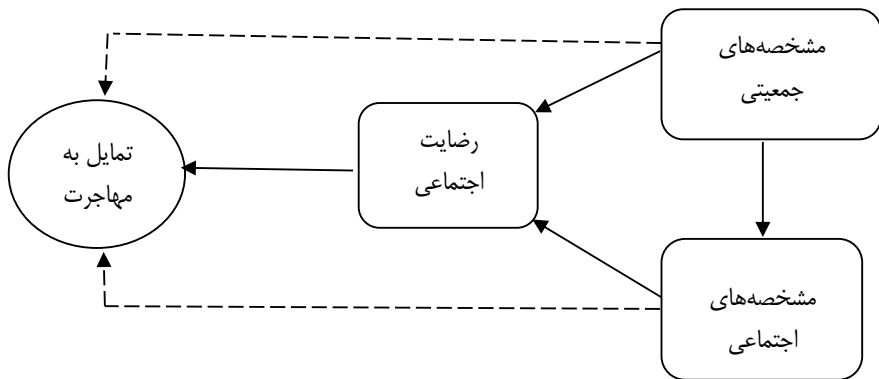 مشخصه‌های
جمعیتی
رضایت
اجتماعی
تمایل به
مهاجرت
مشخصه‌های
اجتماعی